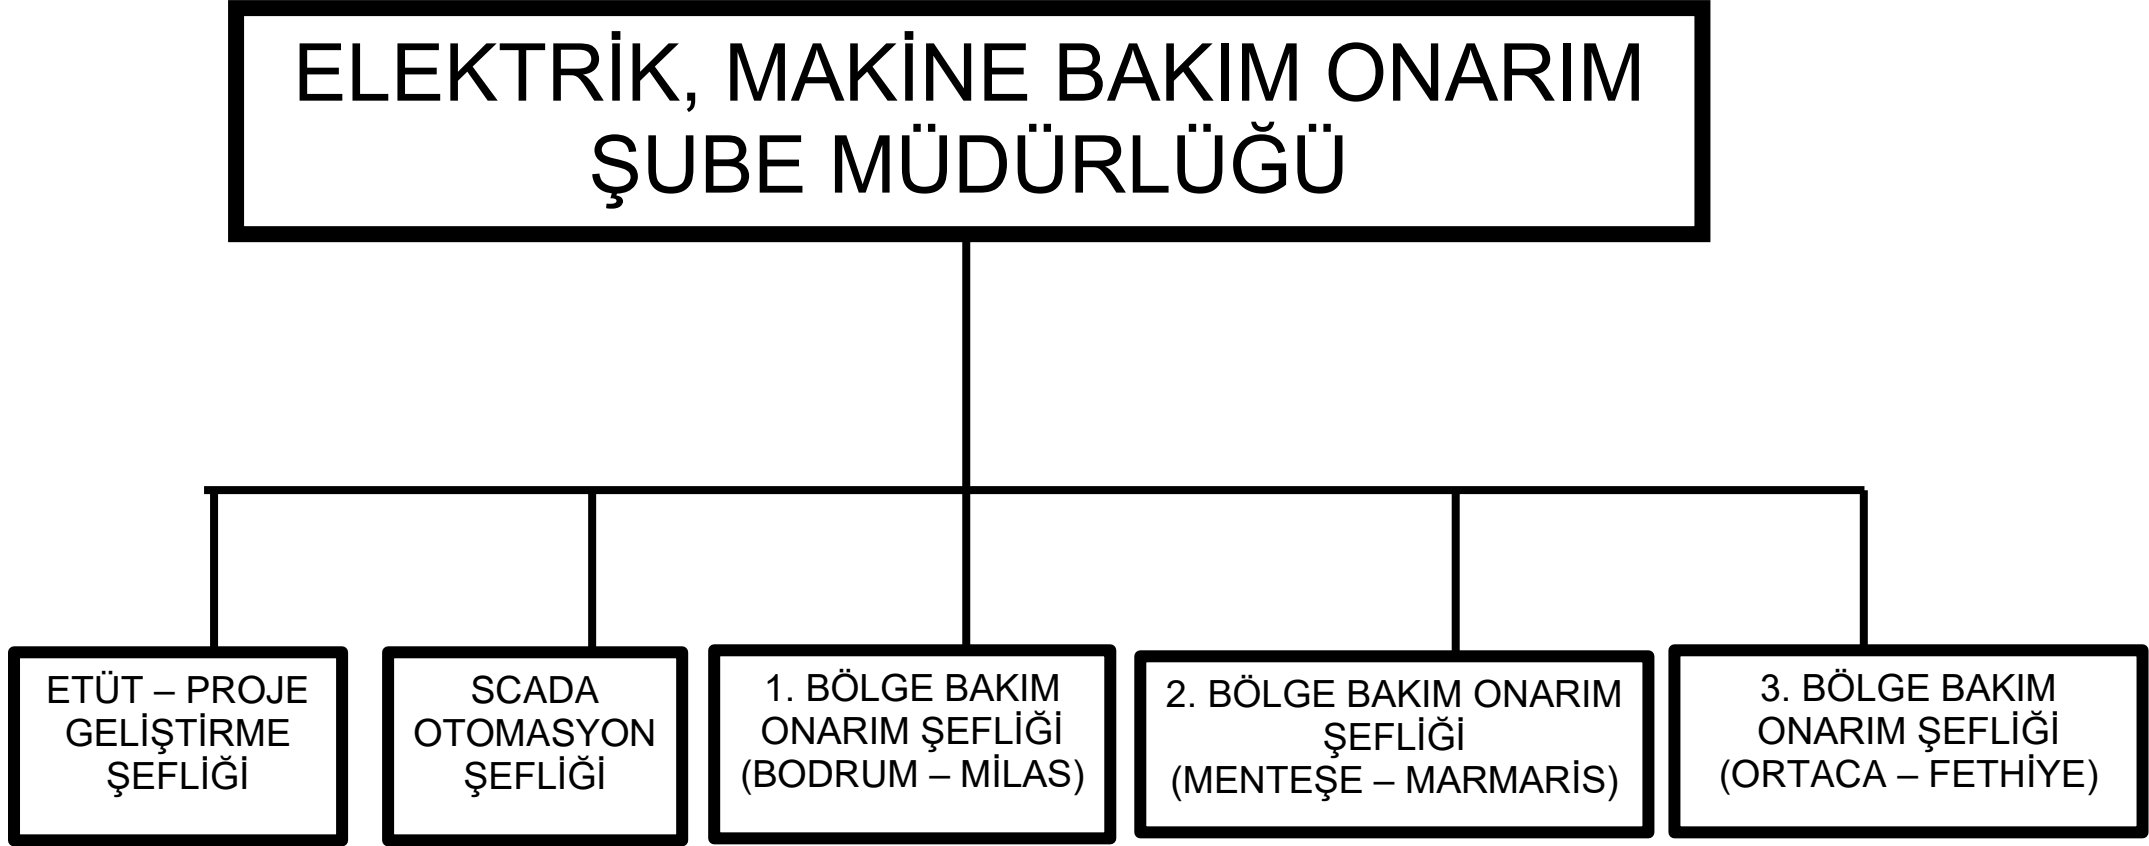 ELEKTRİK, MAKİNE BAKIM ONARIM
ŞUBE MÜDÜRLÜĞÜ
ETÜT – PROJE
GELİŞTİRME
ŞEFLİĞİ
SCADA
OTOMASYON
ŞEFLİĞİ
1. BÖLGE BAKIM
ONARIM ŞEFLİĞİ
(BODRUM – MİLAS)
2. BÖLGE BAKIM ONARIM
ŞEFLİĞİ
(MENTEŞE – MARMARİS)
3. BÖLGE BAKIM
ONARIM ŞEFLİĞİ
(ORTACA – FETHİYE)